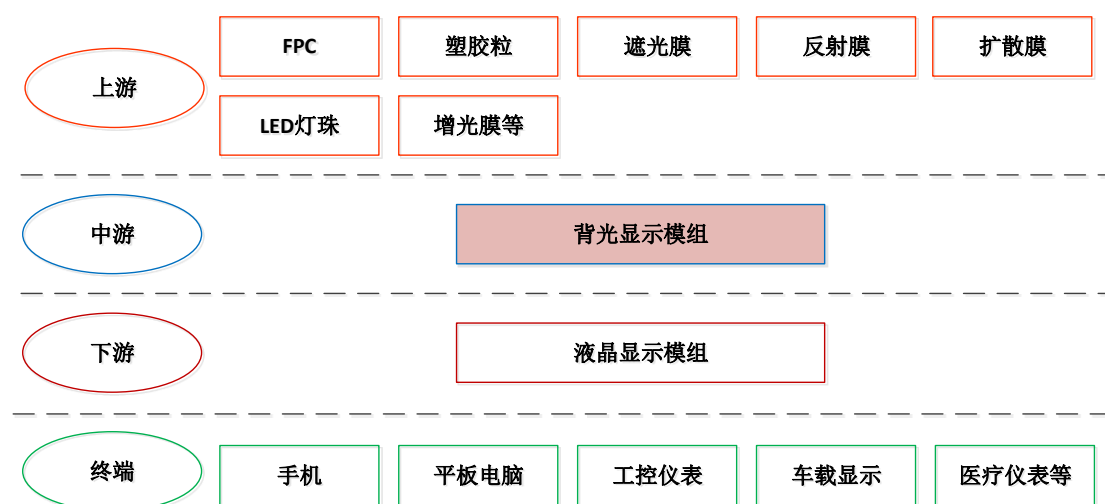 上游
FPC
塑胶粒
遮光膜
反射膜
扩散膜
LED灯珠
增光膜等
中游
背光显示模组
下游
液晶显示模组
终端
手机
平板电脑
工控仪表
车载显示
医疗仪表等